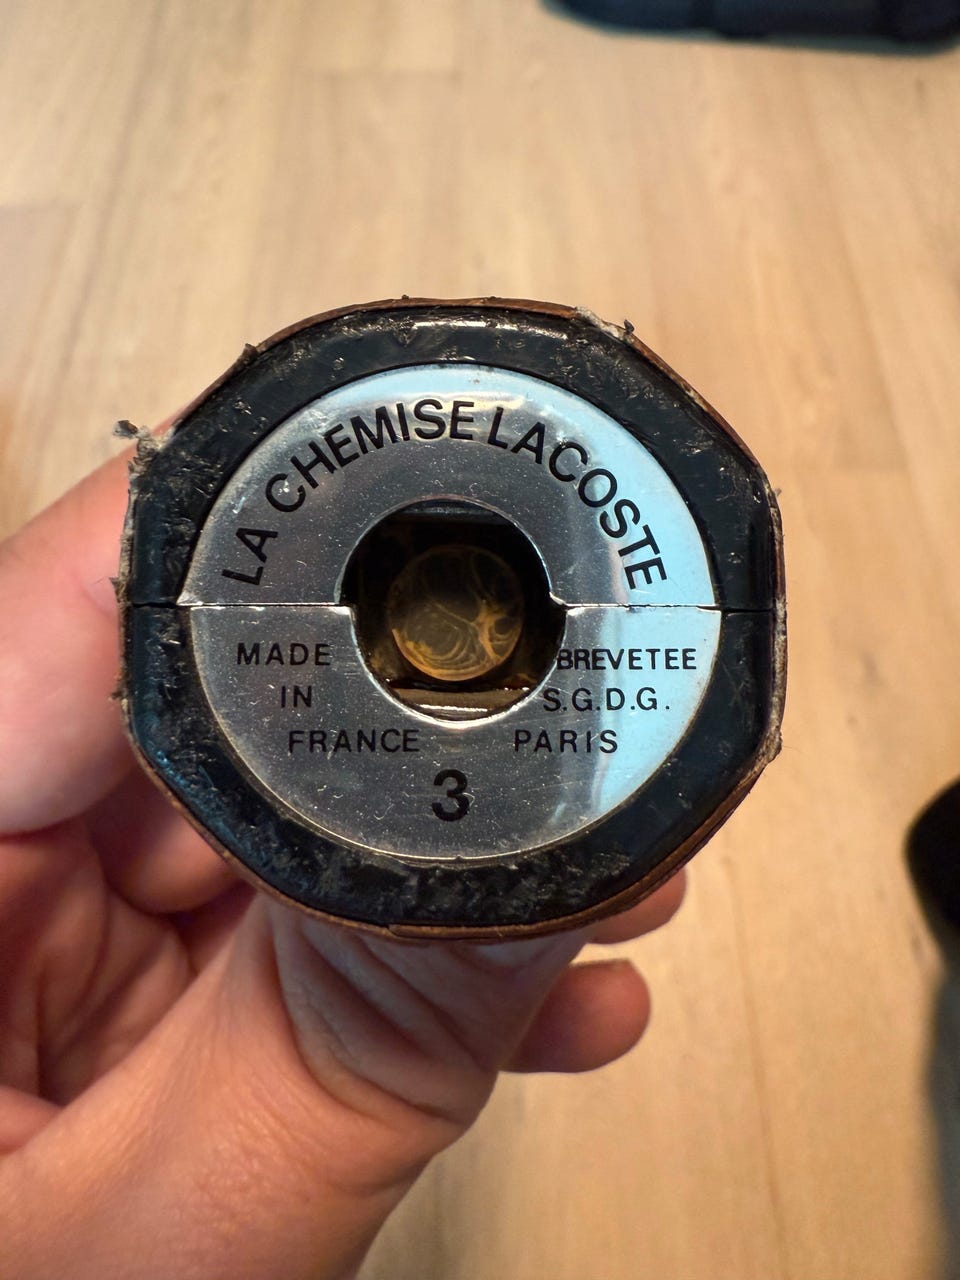 LA CHEMISE LACOSTE
MADE
IN
FRANCE
BREVETEE
S.G.D.G.
PARIS
3